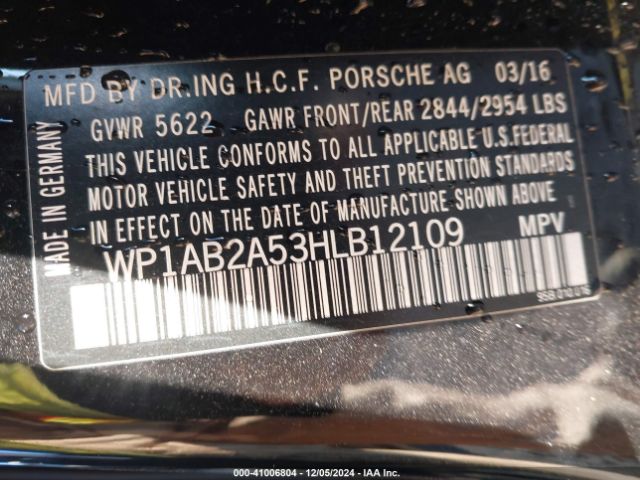 MFD BY DR.ING H.C.F. PORSCHE AG 03/16
GVWR 5622 GAWR FRONT/REAR 2844/2954 LBS
THIS VEHICLE CONFORMS TO ALL APPLICABLE U.S.FEDERAL
MOTOR VEHICLE SAFETY AND THEFT PREVENTION STANDARDS
IN EFFECT ON THE DATE OF MANUFACTURE SHOWN ABOVE
WP1AB2A53HLB12109 MPV
MADE IN GERMANY
000-41006804 - 12/05/2024 - IAA Inc.